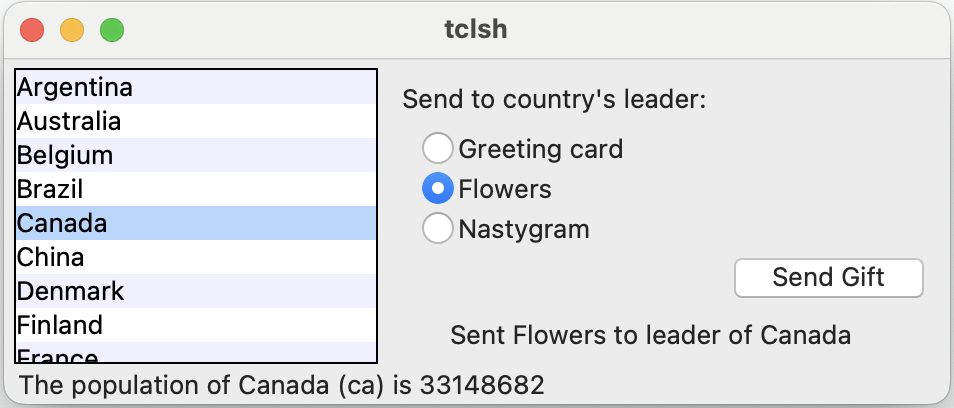 tclsh
Argentina
Australia
Belgium
Brazil
Canada
China
Denmark
Finland
France
Send to country's leader:
Greeting card
Flowers
Nastygram
Send Gift
Sent Flowers to leader of Canada
The population of Canada (ca) is 33148682